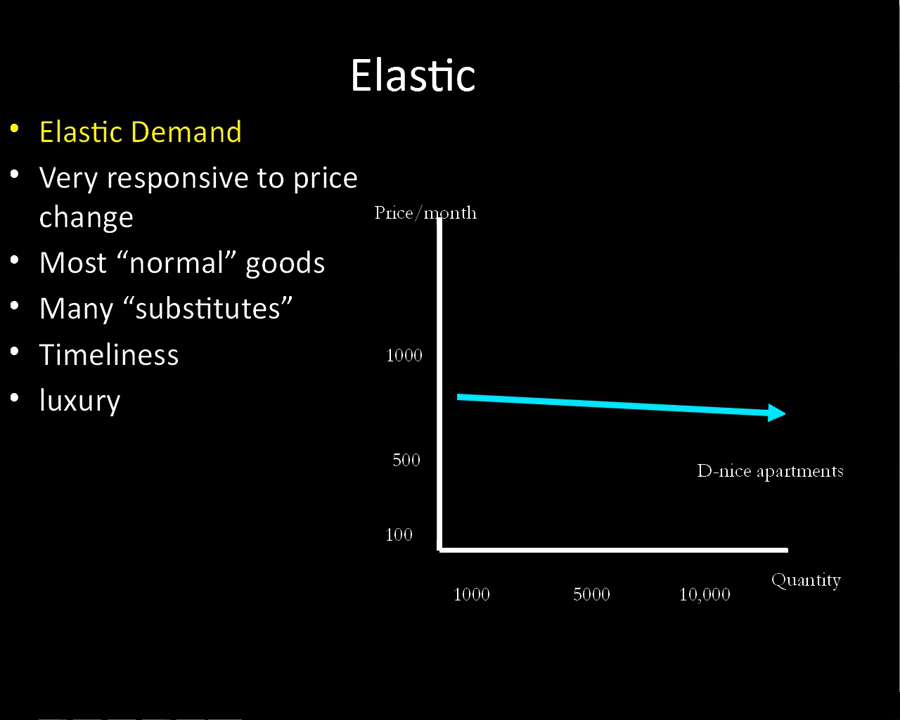 Elastic
• Elastic Demand
• Very responsive to price
change
• Most “normal” goods
• Many “substitutes”
• Timeliness
• luxury
Price/month
1000
500
100
D-nice apartments
Quantity
1000 5000 10,000